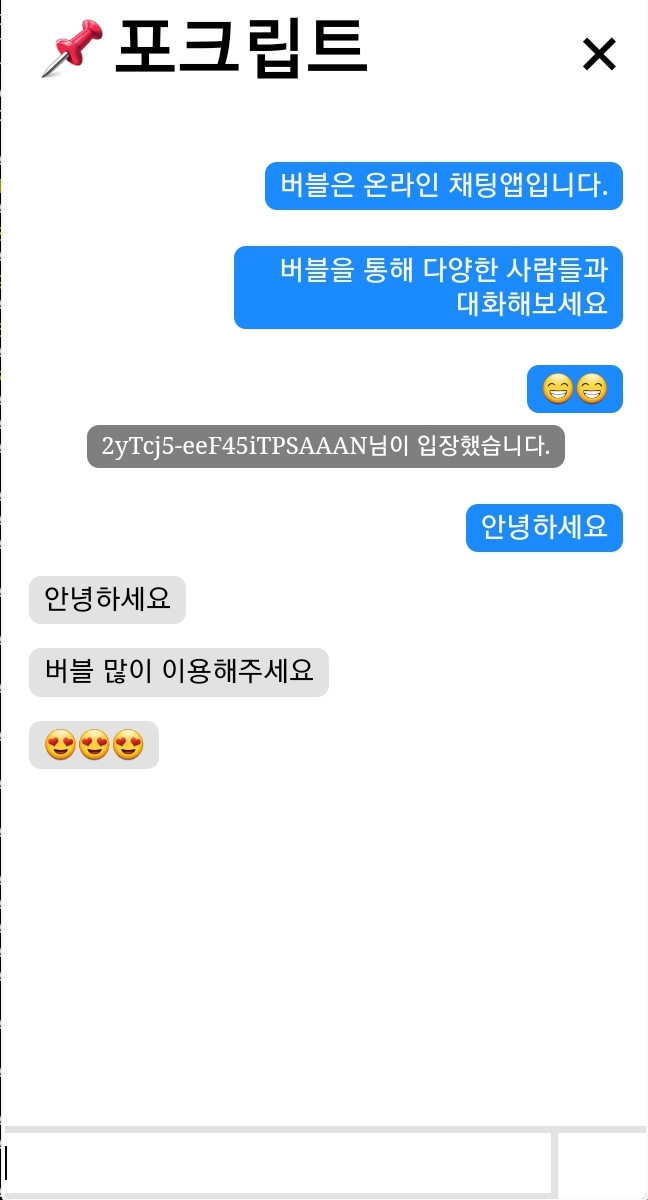 📌포크립트
버블은 온라인 채팅앱입니다.
버블을 통해 다양한 사람들과
대화해보세요
😁😁
2yTcj5-eeF45iTPSAAAN님이 입장했습니다.
안녕하세요
안녕하세요
버블 많이 이용해주세요
😍😍😍